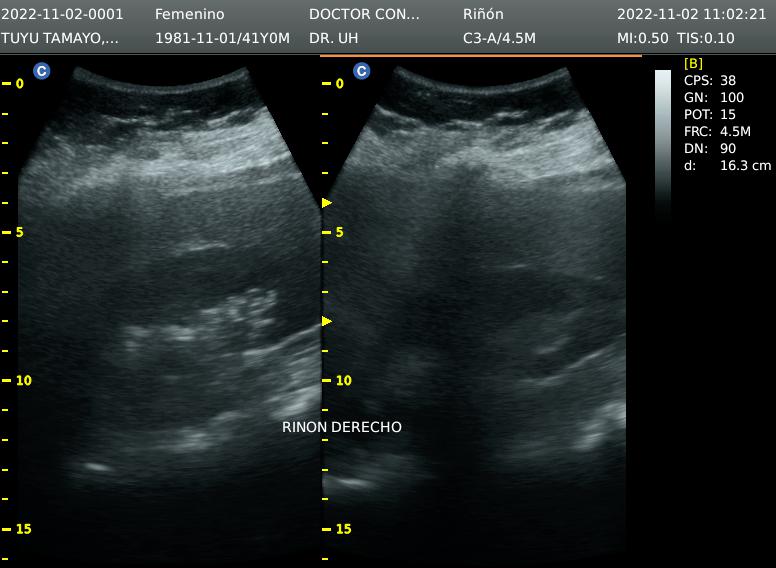 2022-11-02-0001 Femenino DOCTOR CON... Riñón 2022-11-02 11:02:21
TUYU TAMAYO,... 1981-11-01/41Y0M DR. UH C3-A/4.5M MI:0.50 TIS:0.10
C
C
[B]
CPS: 38
GN: 100
POT: 15
FRC: 4.5M
DN: 90
d: 16.3 cm
0
5
10
15
0
5
10
15
RINON DERECHO